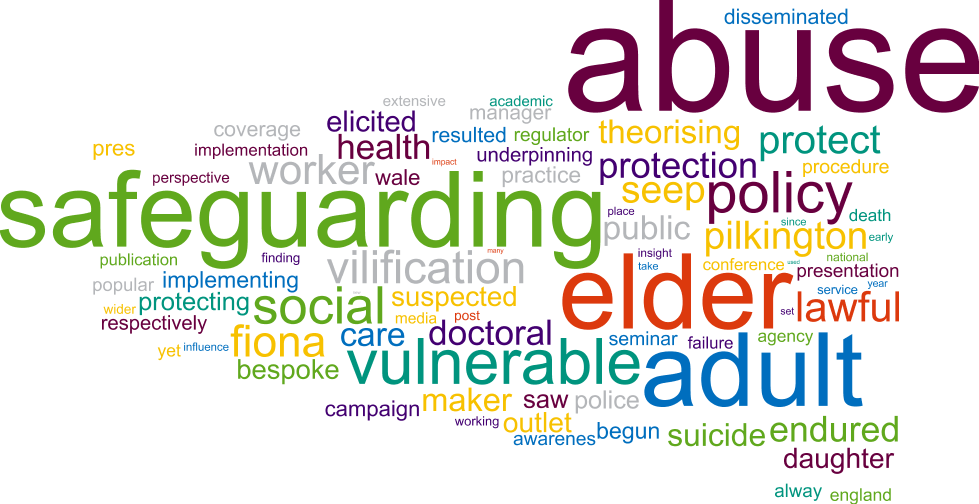 disseminated
abuse
extensive academic
manager
elicited
coverage resulted regulator theorising protect
pres implementation health impact underpinning protection procedure
worker wale practice
perspective seep policy
safeguarding place public since death
pilkington early
publication finding many insight national
vilification take conference used presentation
popular implementing elder service year
wider protecting social suspected set lawful
respectively media post
yet influence fiona care doctoral seminar failure agency
bespoke vulnerable adult
campaign maker saw police
working outlet begun suicide endured
awarenes
daughter
alway england